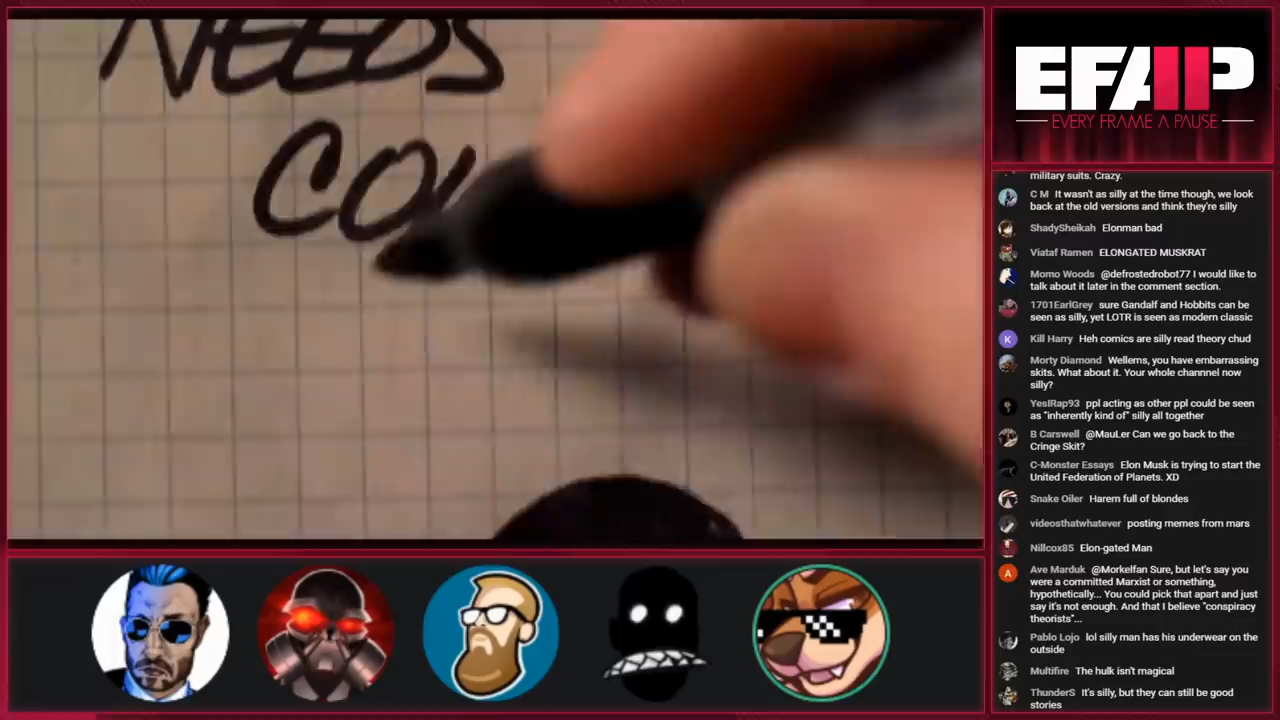 NEEDS
COL
EFAP
EVERY FRAME A PAUSE
military suits. Crazy.
C M It wasn't as silly at the time though, we look
back at the old versions and think they're silly
ShadySheikah Elonman bad
Viataf Ramen ELONGATED MUSKRAT
Momo Woods @defrostedrobot77 I would like to
talk about it later in the comment section.
1701EarlGrey sure Gandalf and Hobbits can be
seen as silly, yet LOTR is seen as modern classic
K
Kill Harry Heh comics are silly read theory chud
Morty Diamond Wellems, you have embarrassing
skits. What about it. Your whole channnel now
silly?
YesIRap93 ppl acting as other ppl could be seen
as "inherently kind of" silly all together
B Carswell @MauLer Can we go back to the
Cringe Skit?
C-Monster Essays Elon Musk is trying to start the
United Federation of Planets. XD
Snake Oiler Harem full of blondes
videosthatwhatever posting memes from mars
Nillcox85 Elon-gated Man
A
Ave Marduk @Morkelfan Sure, but let's say you
were a committed Marxist or something,
hypothetically... You could pick that apart and just
say it's not enough. And that I believe "conspiracy
theorists"...
Pablo Lojo lol silly man has his underwear on the
outside
Multifire The hulk isn't magical
ThunderS It's silly, but they can still be good
stories